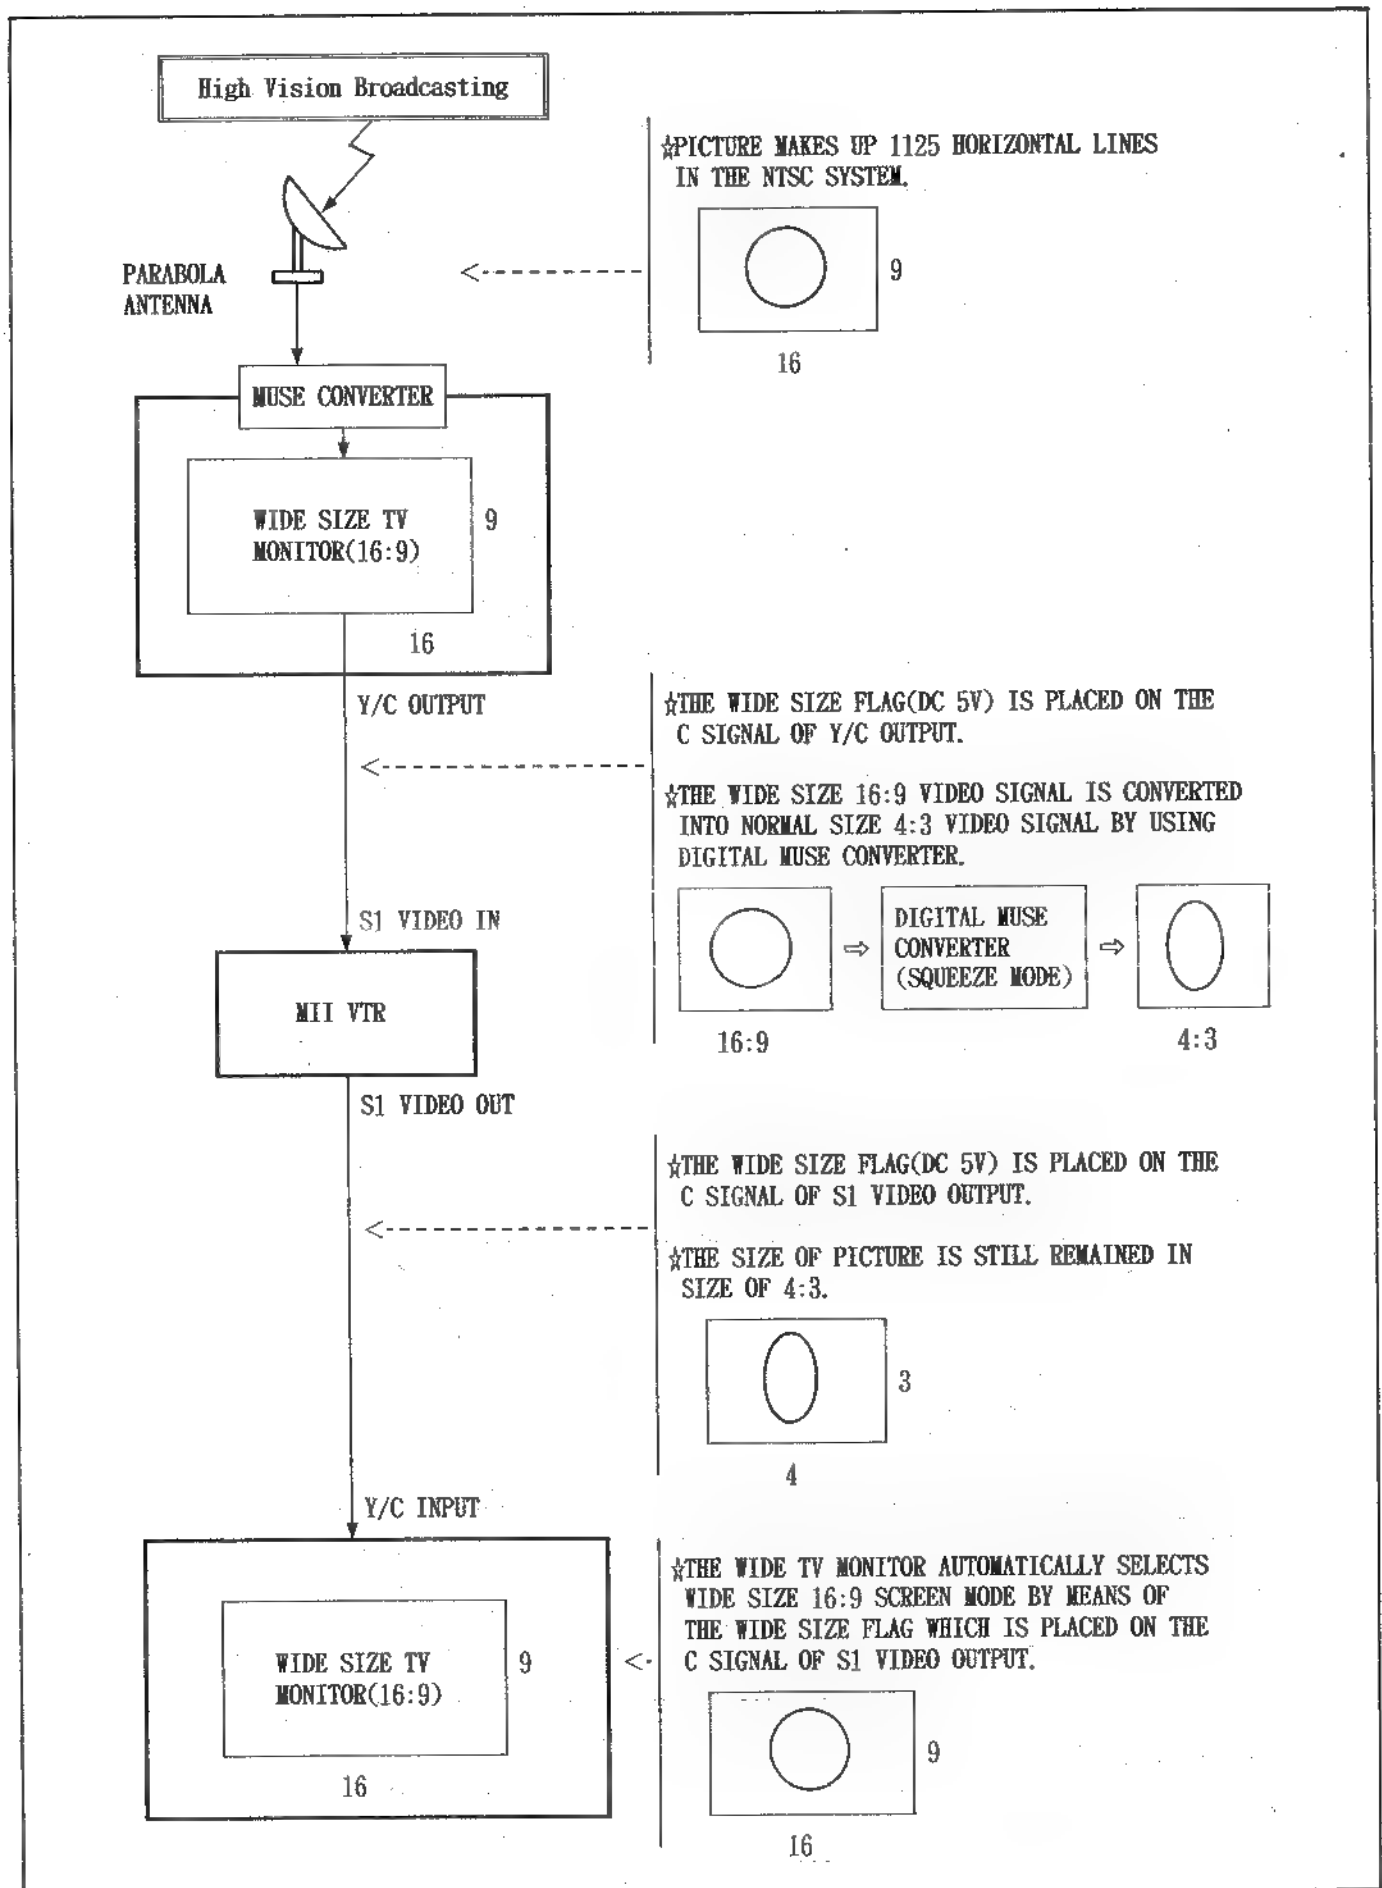 High Vision Broadcasting
☆PICTURE MAKES UP 1125 HORIZONTAL LINES
IN THE NTSC SYSTEM.
9
16
PARABOLA
ANTENNA
MUSE CONVERTER
WIDE SIZE TV
MONITOR(16:9)
9
16
Y/C OUTPUT
☆THE WIDE SIZE FLAG(DC 5V) IS PLACED ON THE
C SIGNAL OF Y/C OUTPUT.
☆THE WIDE SIZE 16:9 VIDEO SIGNAL IS CONVERTED
INTO NORMAL SIZE 4:3 VIDEO SIGNAL BY USING
DIGITAL MUSE CONVERTER.
DIGITAL MUSE
CONVERTER
(SQUEEZE MODE)
16:9
4:3
S1 VIDEO IN
MII VTR
S1 VIDEO OUT
☆THE WIDE SIZE FLAG(DC 5V) IS PLACED ON THE
C SIGNAL OF S1 VIDEO OUTPUT.
☆THE SIZE OF PICTURE IS STILL REMAINED IN
SIZE OF 4:3.
3
4
Y/C INPUT
WIDE SIZE TV
MONITOR(16:9)
9
16
☆THE WIDE TV MONITOR AUTOMATICALLY SELECTS
WIDE SIZE 16:9 SCREEN MODE BY MEANS OF
THE WIDE SIZE FLAG WHICH IS PLACED ON THE
C SIGNAL OF S1 VIDEO OUTPUT.
9
16